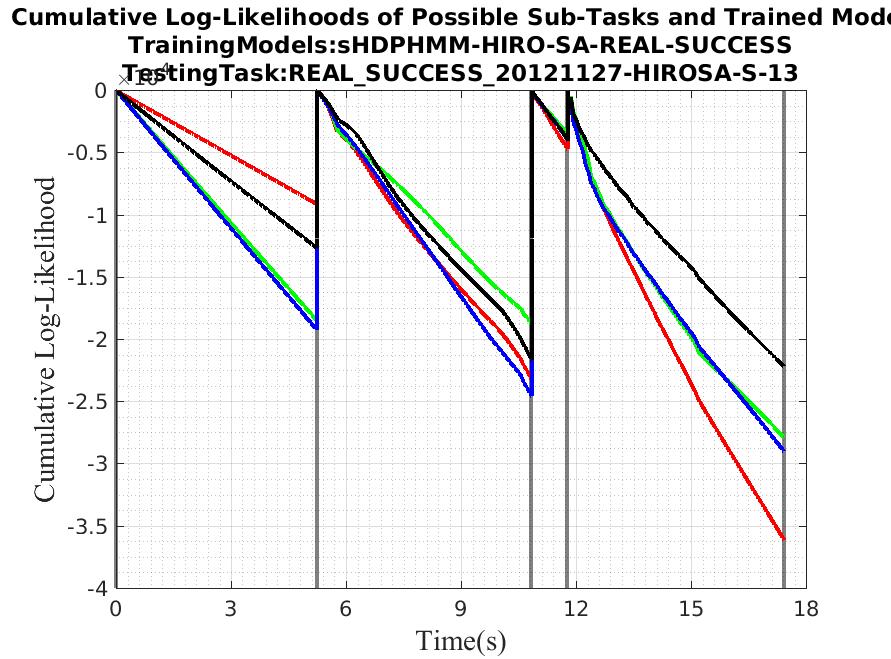 Cumulative Log-Likelihoods of Possible Sub-Tasks and Trained Mode
TrainingModels:sHDPHMM-HIRO-SA-REAL-SUCCESS
TestingTask:REAL_SUCCESS_20121127-HIROSA-S-13
×10^4
0
-0.5
-1
-1.5
-2
-2.5
-3
-3.5
-4
Cumulative Log-Likelihood
0 3 6 9 12 15 18
Time(s)